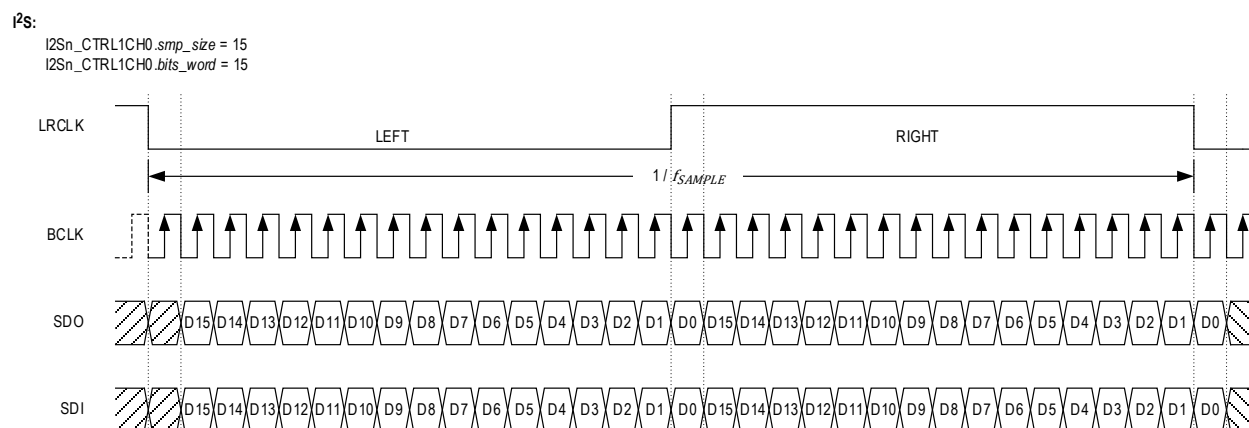 I²S:
I2Sn_CTRL1CH0.smp_size = 15
I2Sn_CTRL1CH0.bits_word = 15
LRCLK
LEFT
RIGHT
1 / fSAMPLE
BCLK
SDO D15 D14 D13 D12 D11 D10 D9 D8 D7 D6 D5 D4 D3 D2 D1 D0 D15 D14 D13 D12 D11 D10 D9 D8 D7 D6 D5 D4 D3 D2 D1 D0
SDI D15 D14 D13 D12 D11 D10 D9 D8 D7 D6 D5 D4 D3 D2 D1 D0 D15 D14 D13 D12 D11 D10 D9 D8 D7 D6 D5 D4 D3 D2 D1 D0